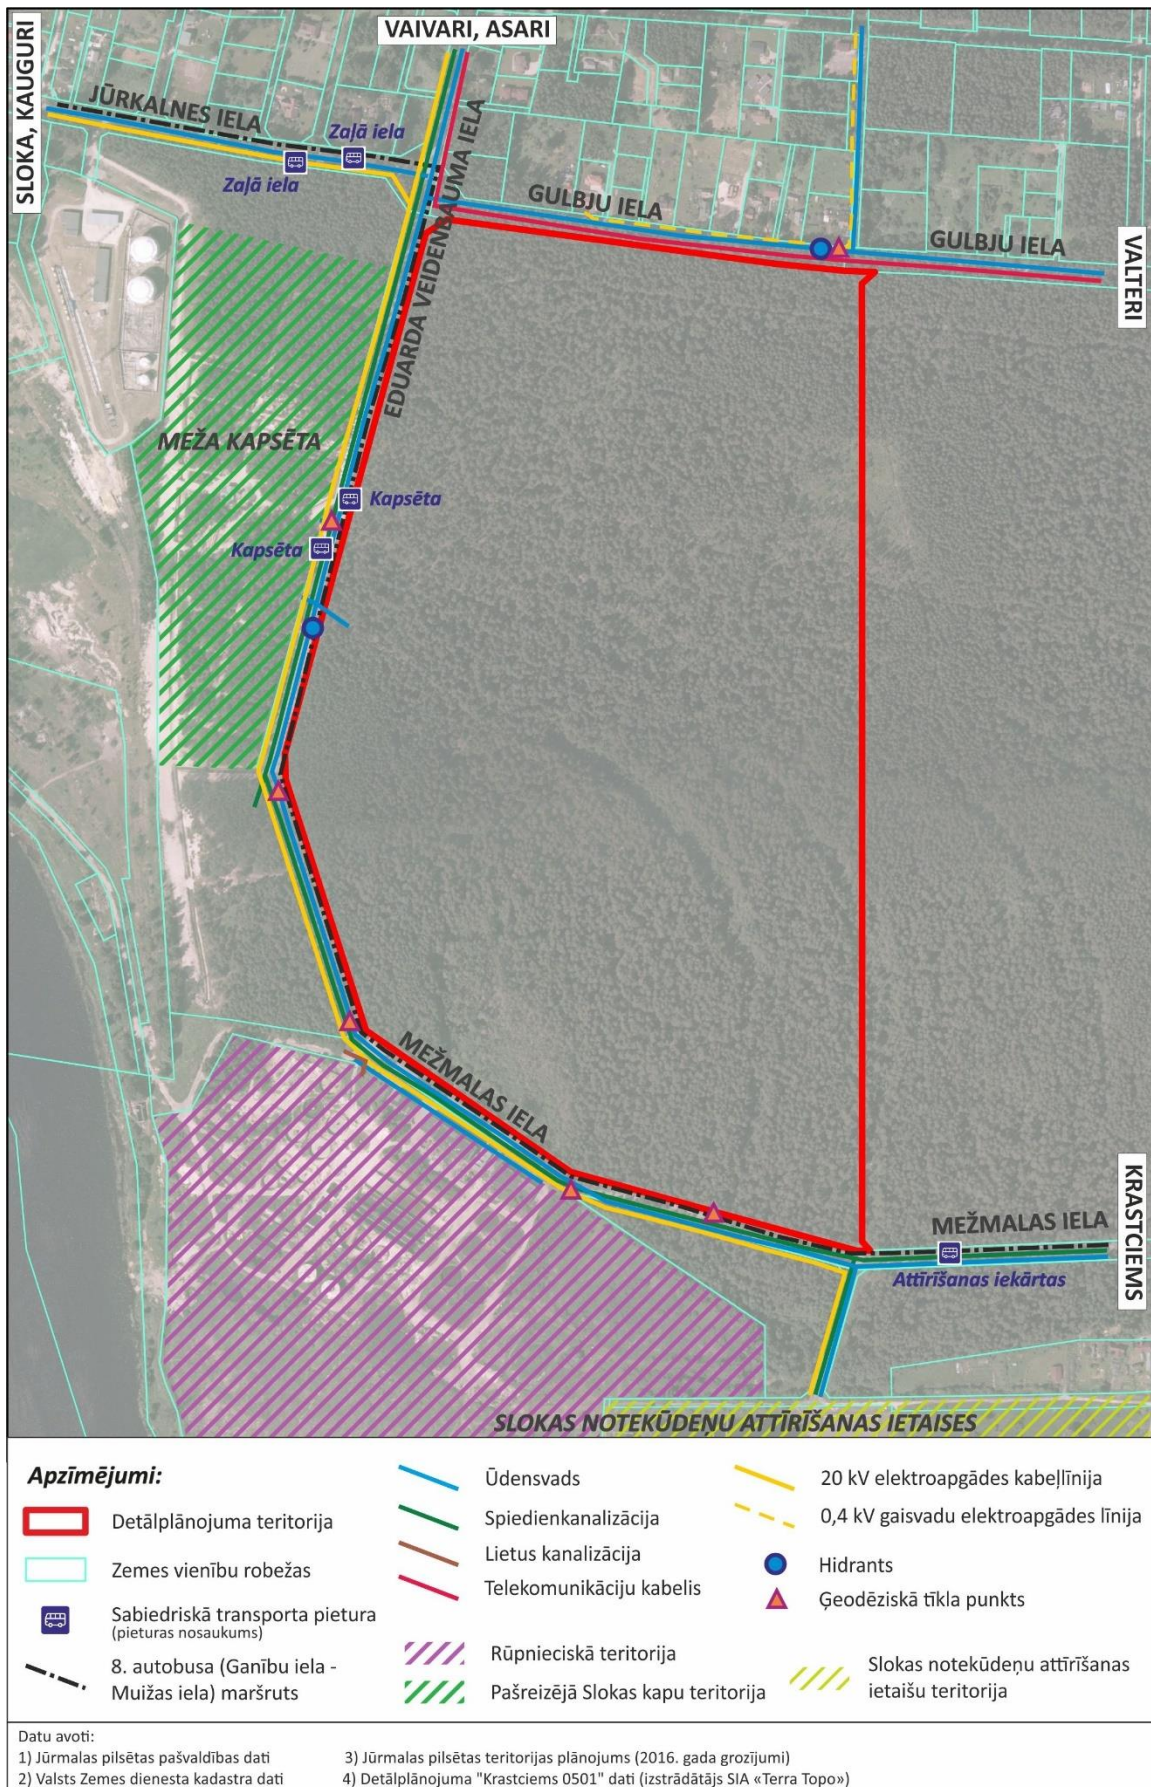 VAIVARI, ASARI
SLOKA, KAUGURI
JŪRKALNES IELA
Zaļā iela
Zaļā iela
EDUARDA VEIDENBAUMA IELA
GULBJU IELA
GULBJU IELA
VALTERI
MEŽA KAPSĒTA
Kapsēta
Kapsēta
MEŽMALAS IELA
KRASTCIEMS
MEŽMALAS IELA
Attīrīšanas iekārtas
SLOKAS NOTEKŪDEŅU ATTĪRĪŠANAS IETAISES
Apzīmējumi:
Detālplānojuma teritorija
Zemes vienību robežas
Sabiedriskā transporta pietura
(pieturas nosaukums)
8. autobusa (Ganību iela -
Muižas iela) maršruts
Ūdensvads
Spiedienkanalizācija
Lietus kanalizācija
Telekomunikāciju kabelis
Rūpnieciskā teritorija
Pašreizējā Slokas kapu teritorija
20 kV elektroapgādes kabeļlīnija
0,4 kV gaisvadu elektroapgādes līnija
Hidrants
Ģeodēziskā tīkla punkts
Slokas notekūdeņu attīrīšanas
ietaišu teritorija
Datu avoti:
1) Jūrmalas pilsētas pašvaldības dati
2) Valsts Zemes dienesta kadastra dati
3) Jūrmalas pilsētas teritorijas plānojums (2016. gada grozījumi)
4) Detālplānojuma "Krastciems 0501" dati (izstrādātājs SIA «Terra Topo»)